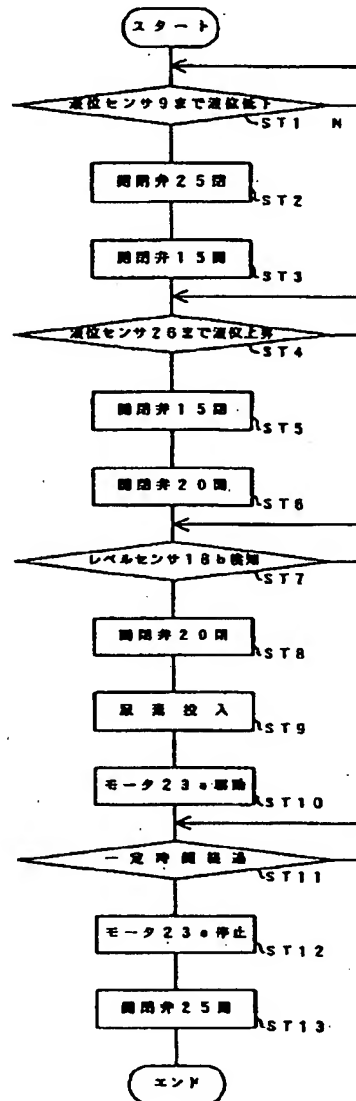 スタート
液位センサ9まで液位低下
ST1 N
開閉弁25閉
ST2
開閉弁15開
ST3
液位センサ26まで液位上昇
ST4
開閉弁15閉
ST5
開閉弁20開
ST6
レベルセンサ18b検知
ST7
開閉弁20閉
ST8
尿素投入
ST9
モータ23a駆動
ST10
一定時間経過
ST11
モータ23a停止
ST12
開閉弁25開
ST13
エンド